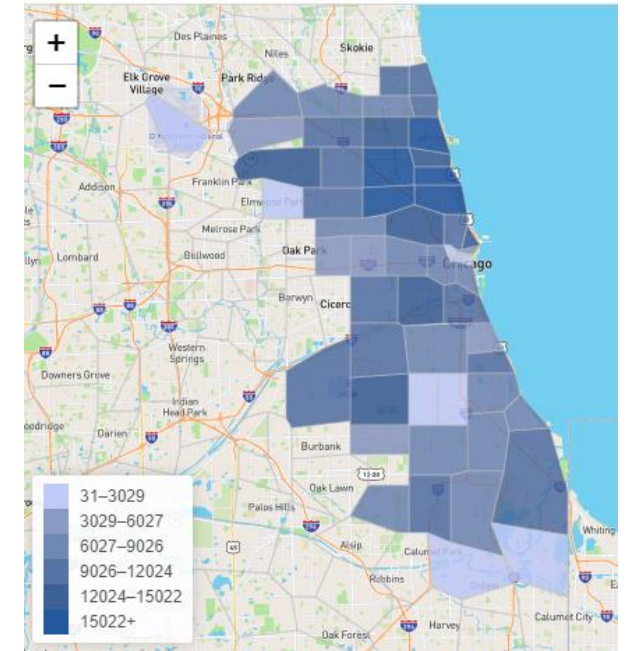 +
−
Des Plaines
Skokie
Niles
Elk Grove
Village
Park Ridge
Addison
Franklin Park
Elmwood Park
Melrose Park
Lombard
Bellwood
Oak Park
Chicago
Berwyn
Cicero
Western
Springs
Downers Grove
Indian
Head Park
Darien
Burbank
Oak Lawn
Palos Hills
Alsip
Calumet Park
Whiting
Robbins
Dolton
Harvey
Calumet City
Oak Forest
31–3029
3029–6027
6027–9026
9026–12024
12024–15022
15022+